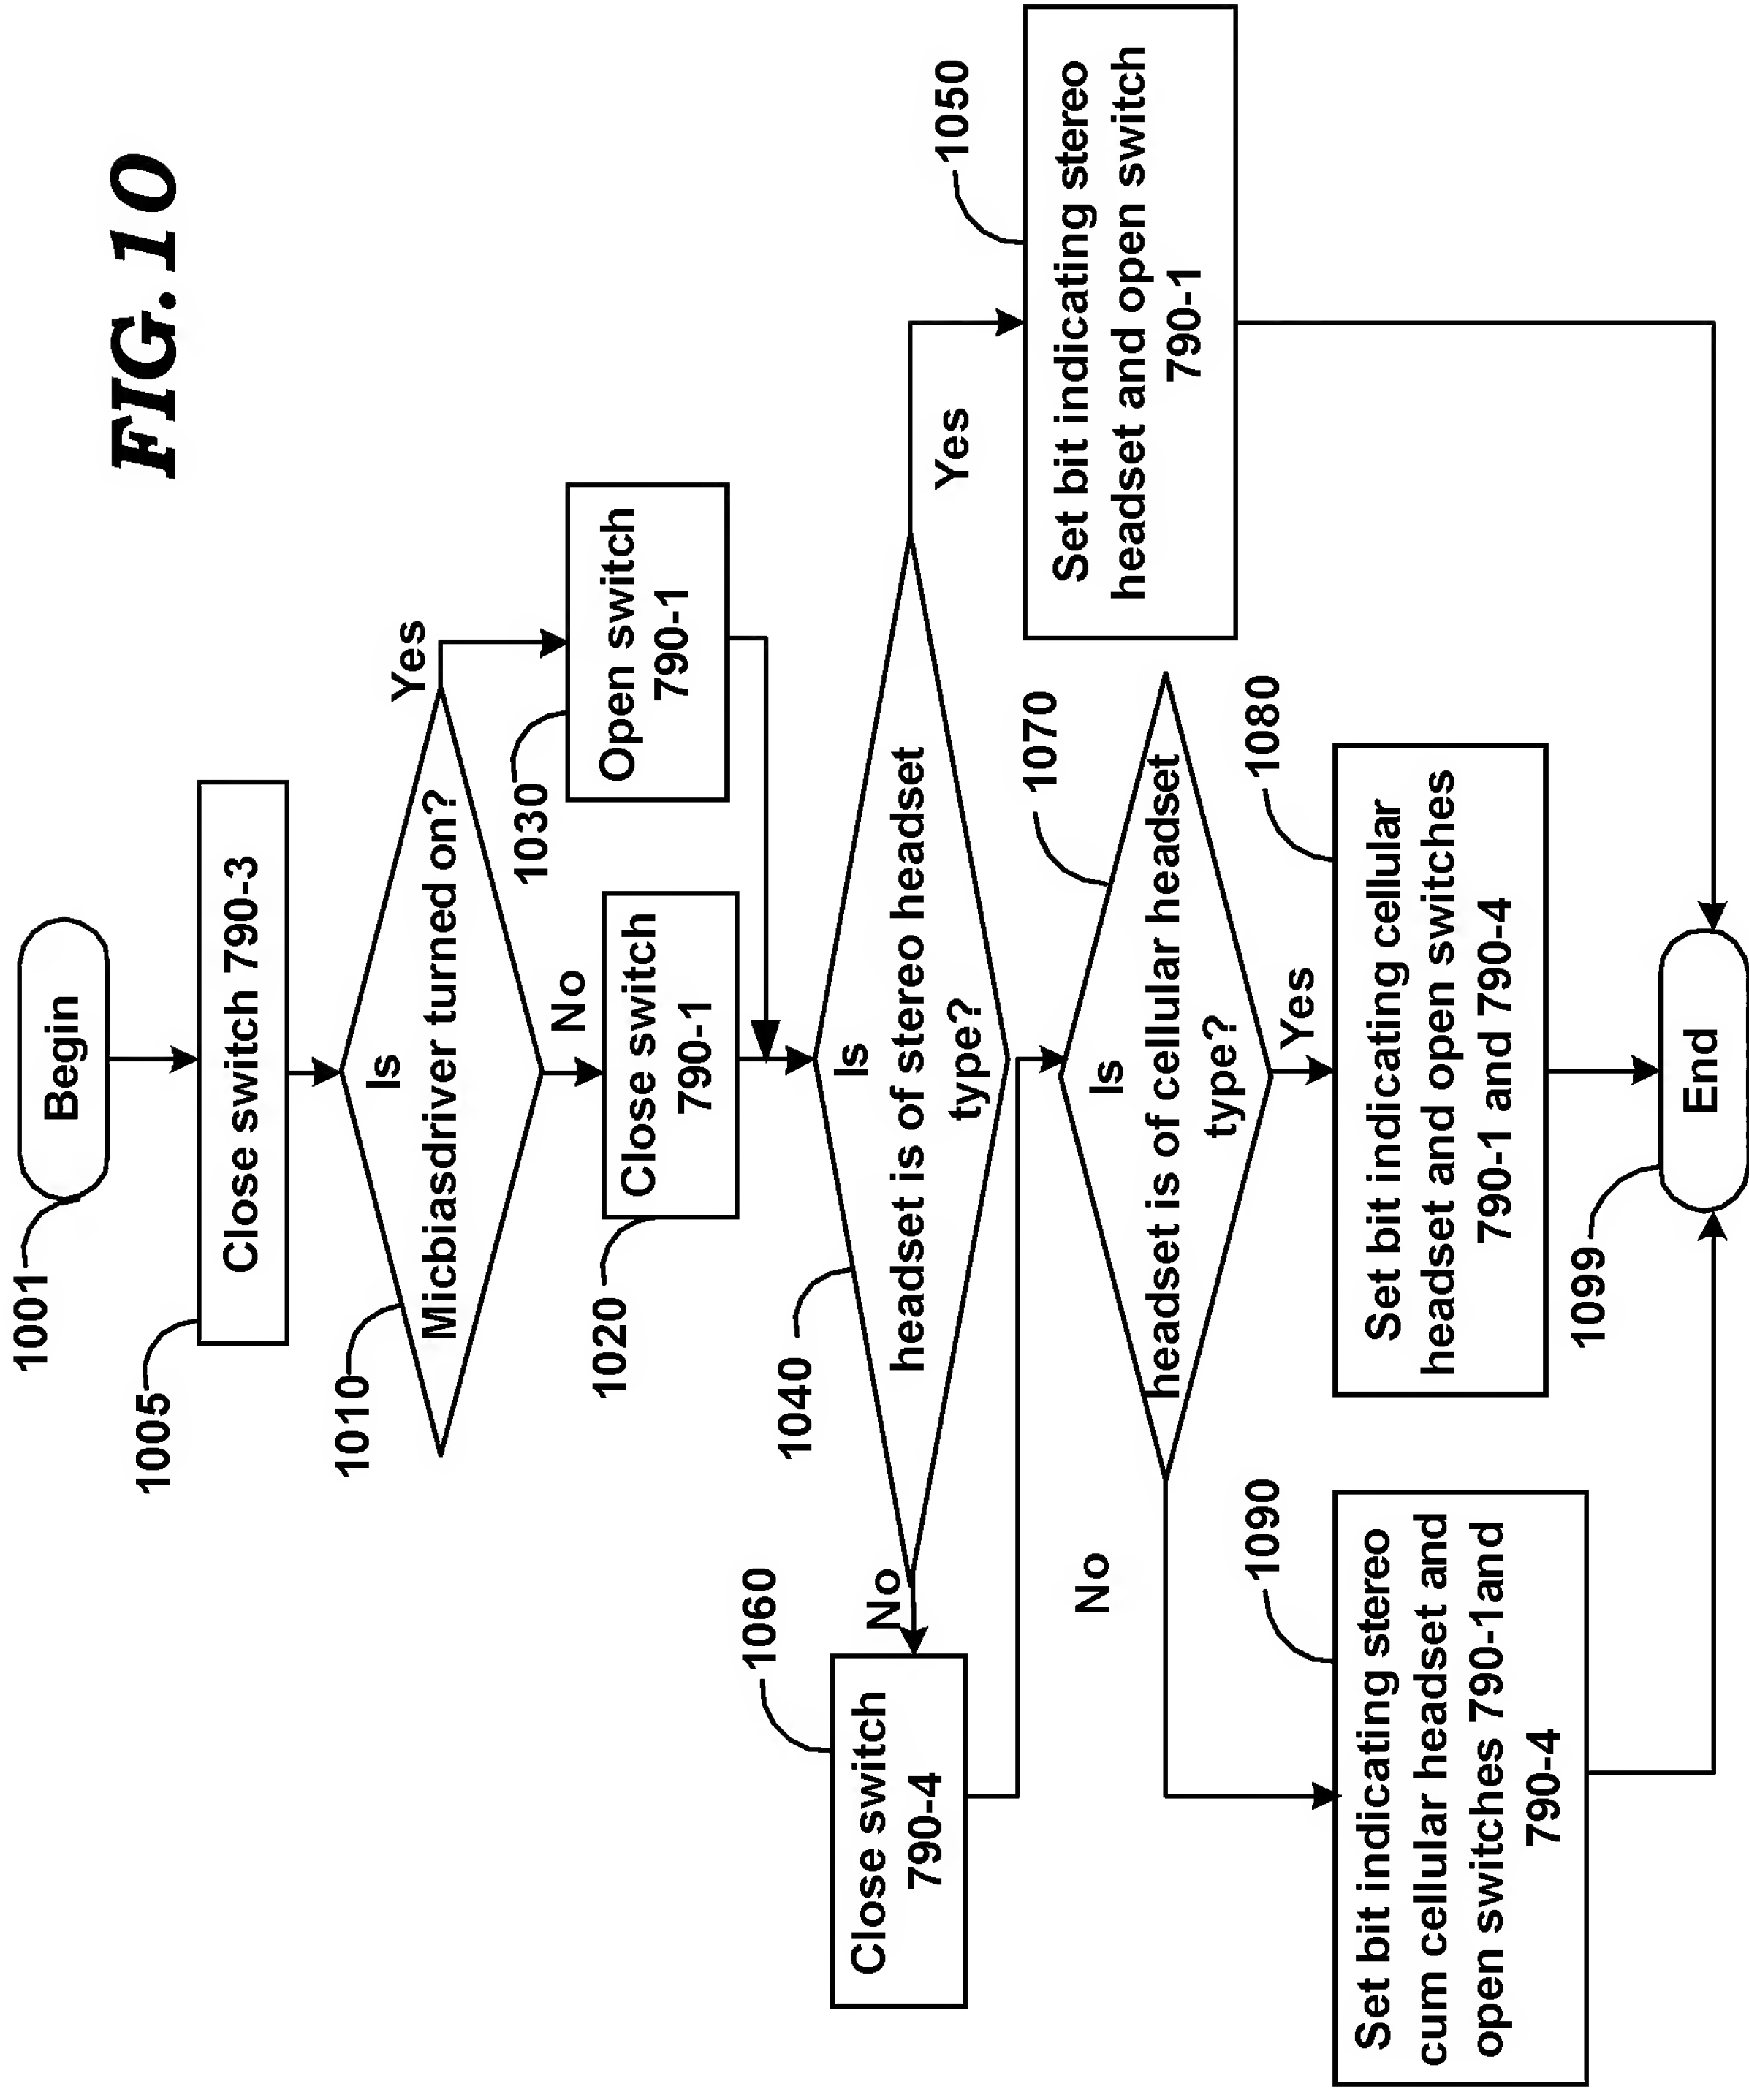 FIG. 10
Begin
1001
Close switch 790-3
1005
Is
Micbiasdriver turned on?
1010
Yes
No
Open switch
790-1
1030
Close switch
790-1
1020
Is
headset is of stereo headset
type?
1040
Yes
No
Set bit indicating stereo
headset and open switch
790-1
1050
Close switch
790-4
1060
Is
headset is of cellular headset
type?
1070
No
Yes
Set bit indicating cellular
headset and open switches
790-1 and 790-4
1080
Set bit indicating stereo
cum cellular headset and
open switches 790-1and
790-4
1090
End
1099